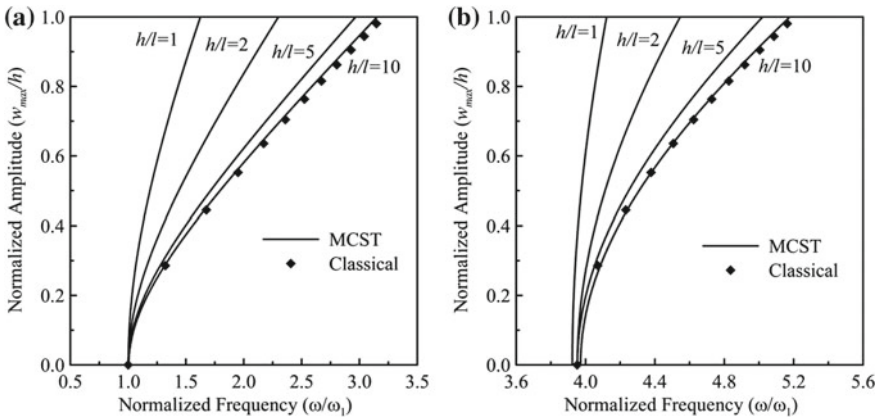 (a)
1.0
0.8
0.6
0.4
0.2
0.0
Normalized Amplitude (w_max/h)
h/l=1
h/l=2
h/l=5
h/l=10
MCST
Classical
0.5 1.0 1.5 2.0 2.5 3.0 3.5
Normalized Frequency (ω/ω₁)
(b)
1.0
0.8
0.6
0.4
0.2
0.0
Normalized Amplitude (w_max/h)
h/l=1
h/l=2
h/l=5
h/l=10
MCST
Classical
3.6 4.0 4.4 4.8 5.2 5.6
Normalized Frequency (ω/ω₁)